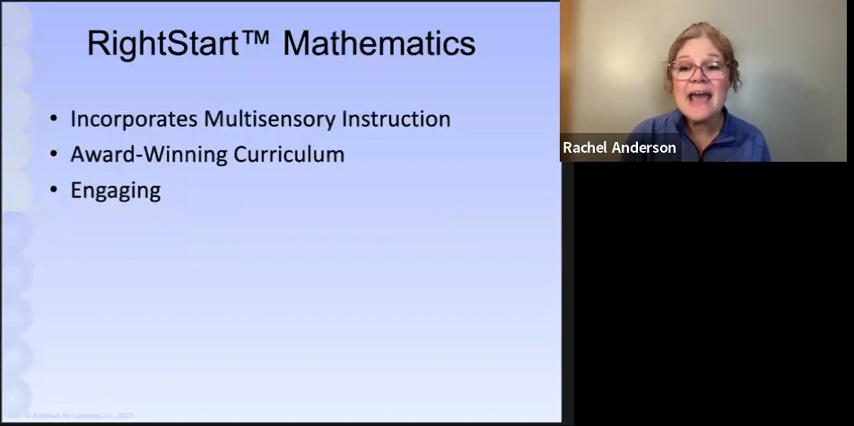 RightStart™ Mathematics
• Incorporates Multisensory Instruction
• Award-Winning Curriculum
• Engaging
Rachel Anderson